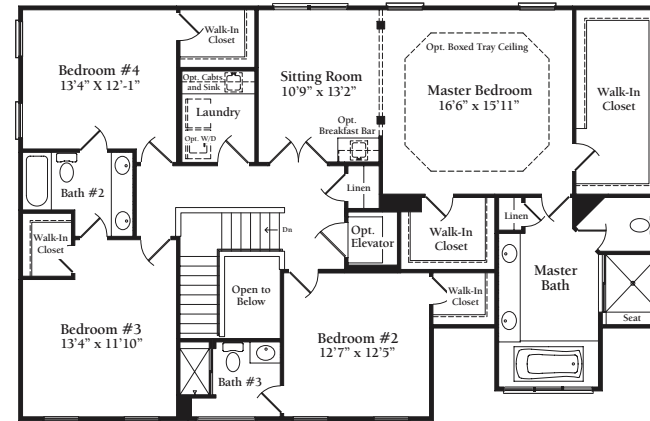 Walk-In
Closet
Bedroom #4
13'4" X 12'-1"
Opt. Cabts.
and Sink
Laundry
Opt. W/D
Sitting Room
10'9" x 13'2"
Opt.
Breakfast Bar
Opt. Boxed Tray Ceiling
Master Bedroom
16'6" x 15'11"
Walk-In
Closet
Bath #2
Linen
Walk-In
Closet
Dn
Opt.
Elevator
Walk-In
Closet
Linen
Master
Bath
Open to
Below
Walk-In
Closet
Seat
Bedroom #3
13'4" x 11'10"
Bedroom #2
12'7" x 12'5"
Bath #3